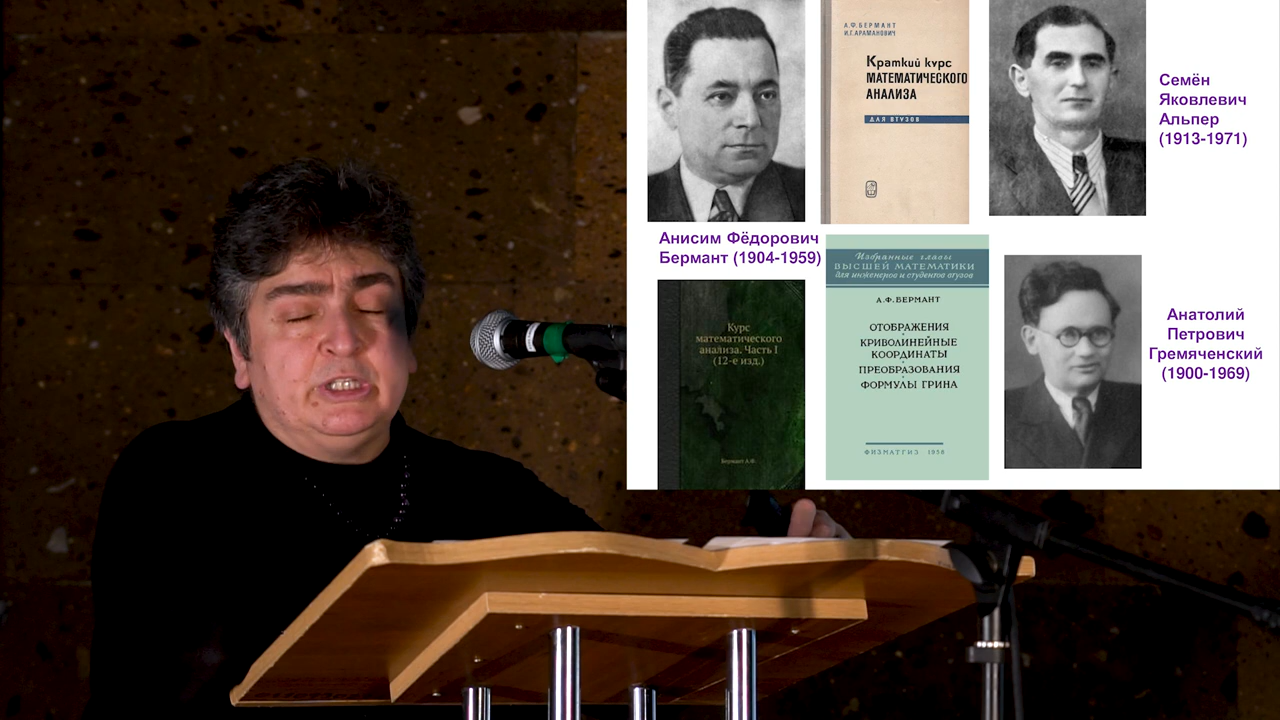 А.Ф. БЕРМАНТ
И.Г. АРАМАНОВИЧ
Краткий курс
МАТЕМАТИЧЕСКОГО
АНАЛИЗА
ДЛЯ ВТУЗОВ
Семён
Яковлевич
Альпер
(1913-1971)
Анисим Фёдорович
Бермант (1904-1959)
Курс
математического
анализа. Часть I
(12-е изд.)
Бермант А.Ф.
Избранные главы
ВЫСШЕЙ МАТЕМАТИКИ
для инженеров и студентов втузов
А.Ф. БЕРМАНТ
ОТОБРАЖЕНИЯ
КРИВОЛИНЕЙНЫЕ
КООРДИНАТЫ
ПРЕОБРАЗОВАНИЯ
ФОРМУЛЫ ГРИНА
ФИЗМАТГИЗ 1958
Анатолий
Петрович
Гремяченский
(1900-1969)